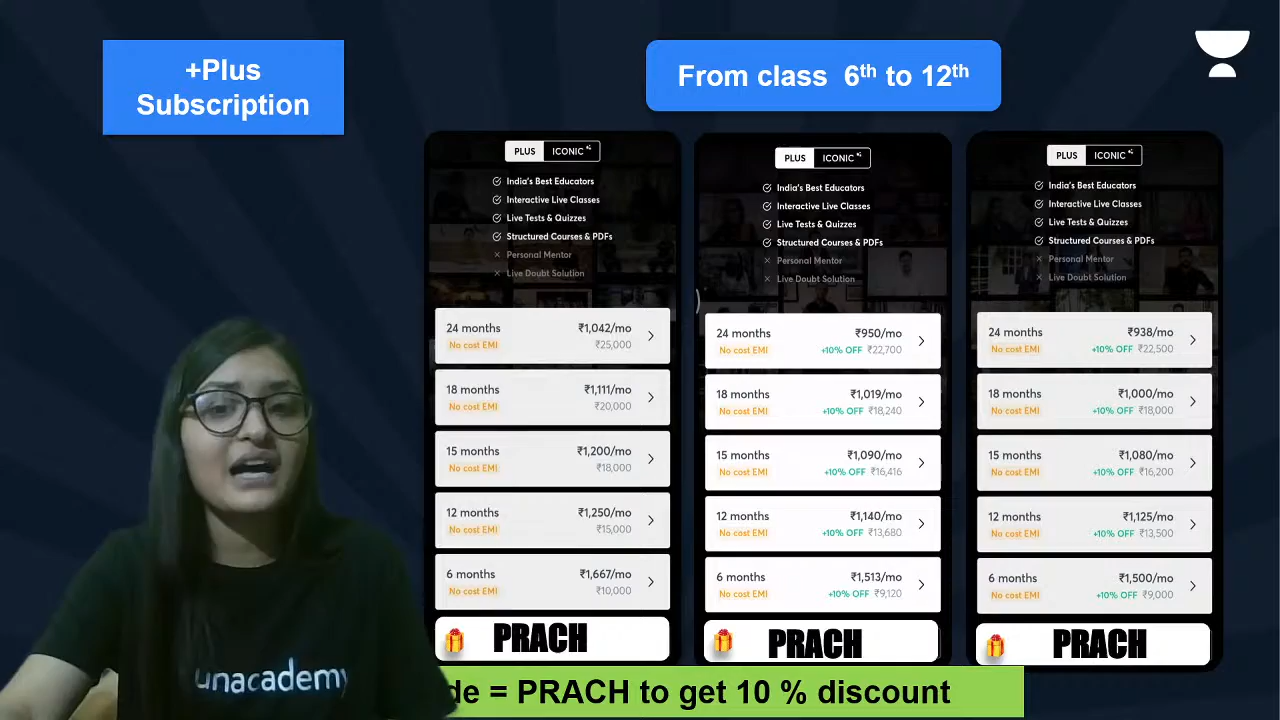 +Plus
Subscription
From class 6th to 12th
PLUS ICONIC
India's Best Educators
Interactive Live Classes
Live Tests & Quizzes
Structured Courses & PDFs
Personal Mentor
Live Doubt Solution
24 months ₹1,042/mo
No cost EMI ₹25,000
18 months ₹1,111/mo
No cost EMI ₹20,000
15 months ₹1,200/mo
No cost EMI ₹18,000
12 months ₹1,250/mo
No cost EMI ₹15,000
6 months ₹1,667/mo
No cost EMI ₹10,000
PRACH
PLUS ICONIC
India's Best Educators
Interactive Live Classes
Live Tests & Quizzes
Structured Courses & PDFs
Personal Mentor
Live Doubt Solution
24 months ₹950/mo
No cost EMI +10% OFF ₹22,700
18 months ₹1,019/mo
No cost EMI +10% OFF ₹18,240
15 months ₹1,090/mo
No cost EMI +10% OFF ₹16,416
12 months ₹1,140/mo
No cost EMI +10% OFF ₹13,680
6 months ₹1,513/mo
No cost EMI +10% OFF ₹9,120
PRACH
PLUS ICONIC
India's Best Educators
Interactive Live Classes
Live Tests & Quizzes
Structured Courses & PDFs
Personal Mentor
Live Doubt Solution
24 months ₹938/mo
No cost EMI +10% OFF ₹22,500
18 months ₹1,000/mo
No cost EMI +10% OFF ₹18,000
15 months ₹1,080/mo
No cost EMI +10% OFF ₹16,200
12 months ₹1,125/mo
No cost EMI +10% OFF ₹13,500
6 months ₹1,500/mo
No cost EMI +10% OFF ₹9,000
PRACH
de = PRACH to get 10 % discount
unacademy